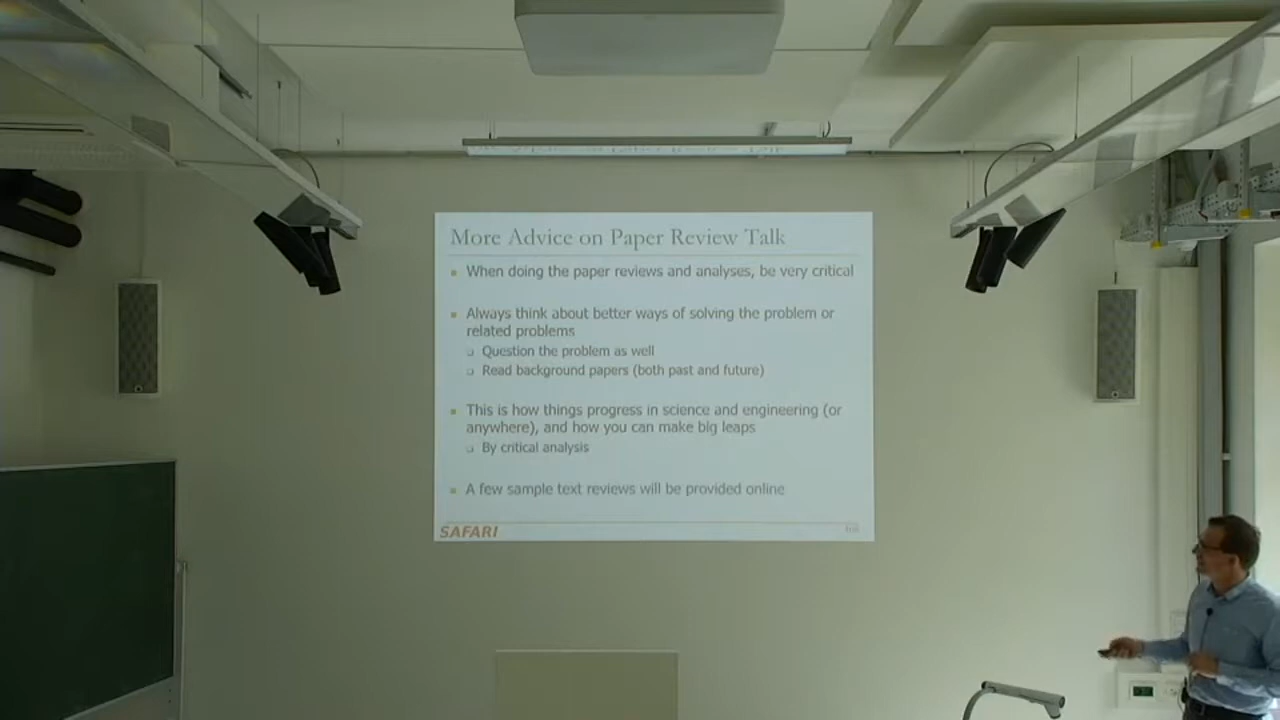 More Advice on Paper Review Talk
When doing the paper reviews and analyses, be very critical
Always think about better ways of solving the problem or
related problems
Question the problem as well
Read background papers (both past and future)
This is how things progress in science and engineering (or
anywhere), and how you can make big leaps
By critical analysis
A few sample text reviews will be provided online
SAFARI